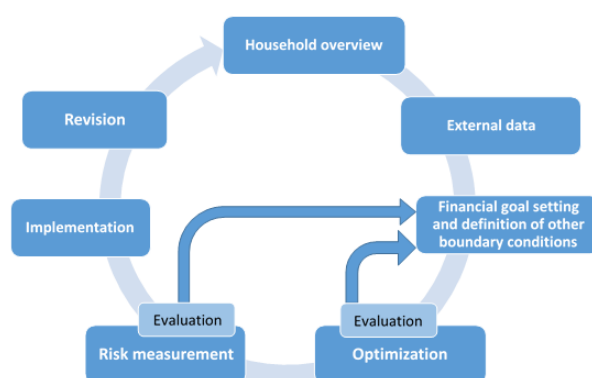 Household overview
External data
Financial goal setting
and definition of other
boundary conditions
Evaluation
Optimization
Evaluation
Risk measurement
Implementation
Revision